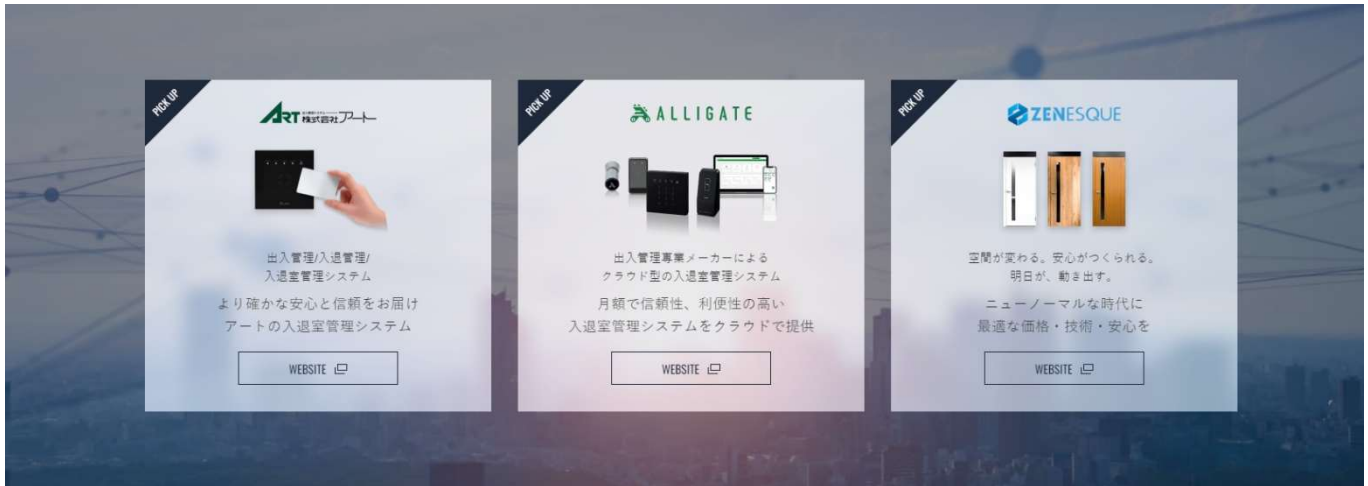 PICK UP
ART 株式会社アート
出入管理/入退管理/
入退室管理システム
より確かな安心と信頼をお届け
アートの入退室管理システム
WEBSITE
PICK UP
ALLIGATE
出入管理専業メーカーによる
クラウド型の入退室管理システム
月額で信頼性、利便性の高い
入退室管理システムをクラウドで提供
WEBSITE
PICK UP
ZENESQUE
空間が変わる。安心がつくられる。
明日が、動き出す。
ニューノーマルな時代に
最適な価格・技術・安心を
WEBSITE